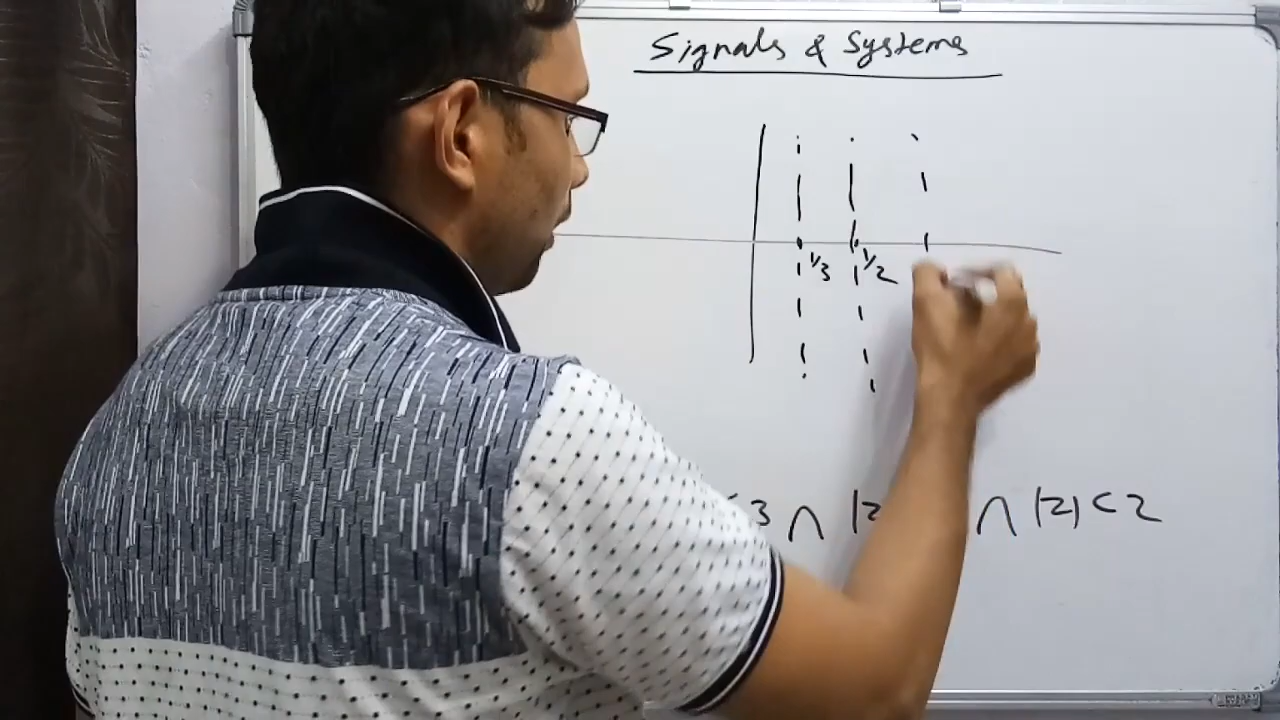 Signals & Systems
1/3 1/2
3 ∩ |z ∩ |z| < 2